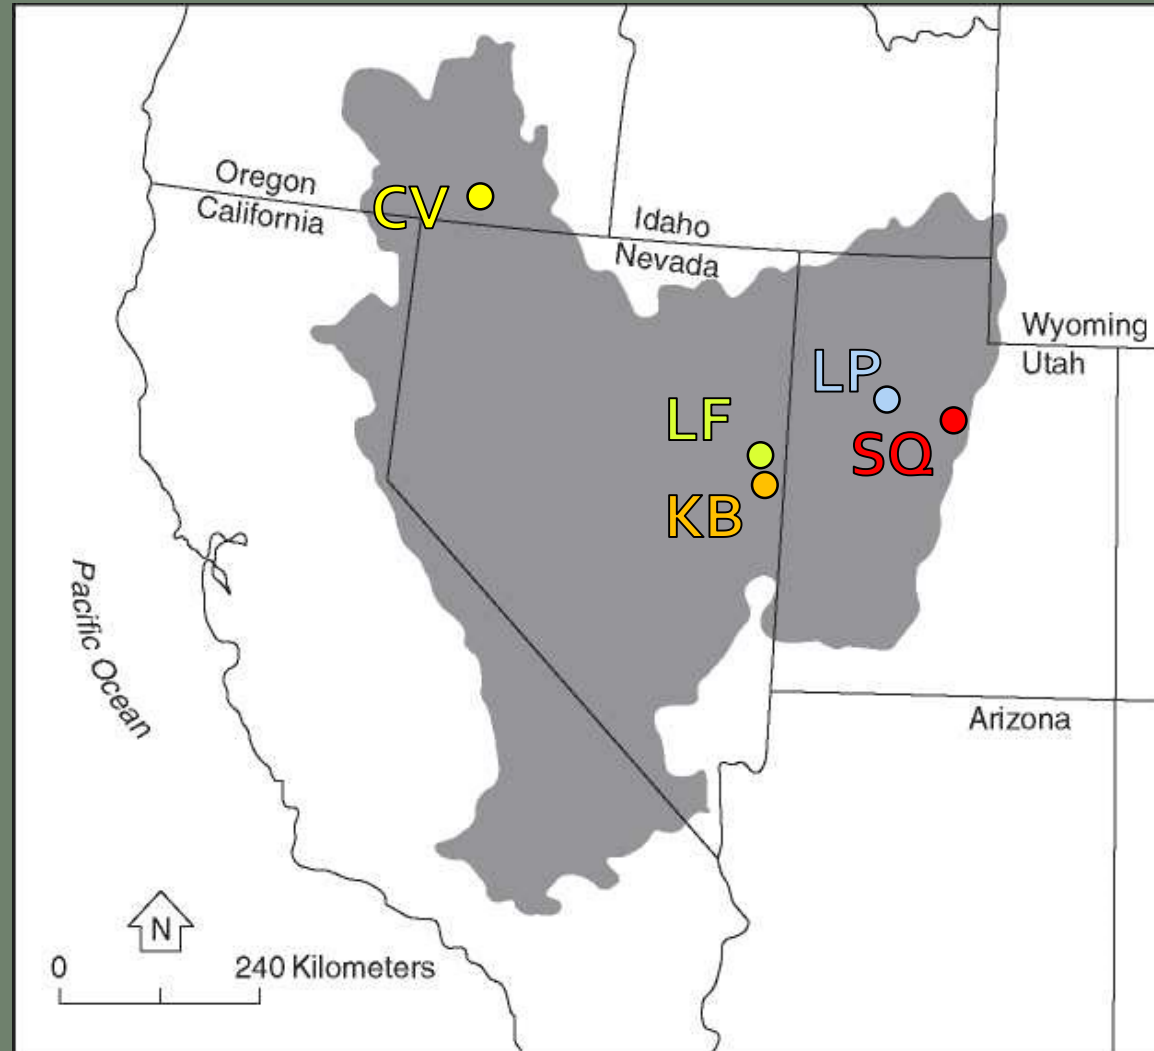 Oregon
CV
California
Idaho
Nevada
Wyoming
LP
Utah
LF
SQ
KB
Pacific Ocean
Arizona
N
0 240 Kilometers